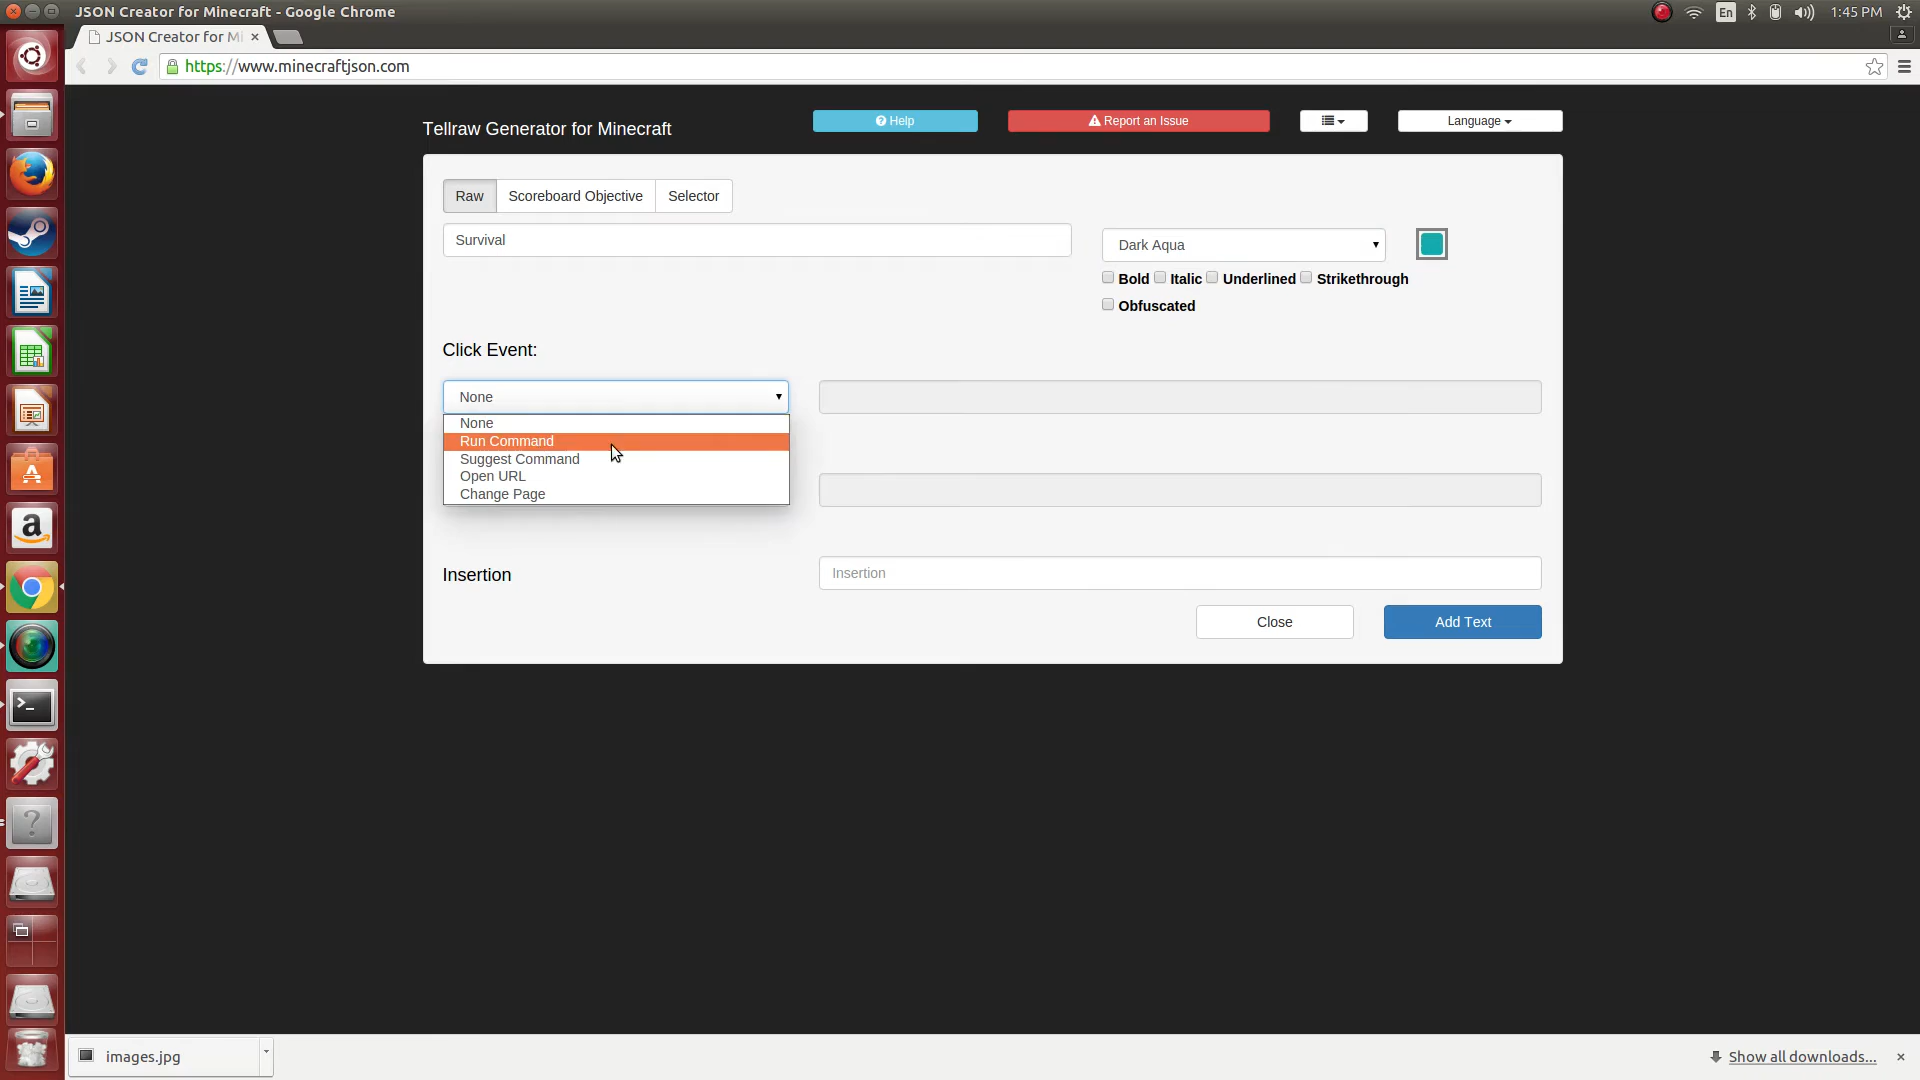 JSON Creator for Minecraft - Google Chrome
En
1:45 PM
JSON Creator for Mi
https://www.minecraftjson.com
Tellraw Generator for Minecraft
Help
Report an Issue
Language
Raw
Scoreboard Objective
Selector
Survival
Dark Aqua
Bold
Italic
Underlined
Strikethrough
Obfuscated
Click Event:
None
None
Run Command
Suggest Command
Open URL
Change Page
Insertion
Insertion
Close
Add Text
images.jpg
Show all downloads...